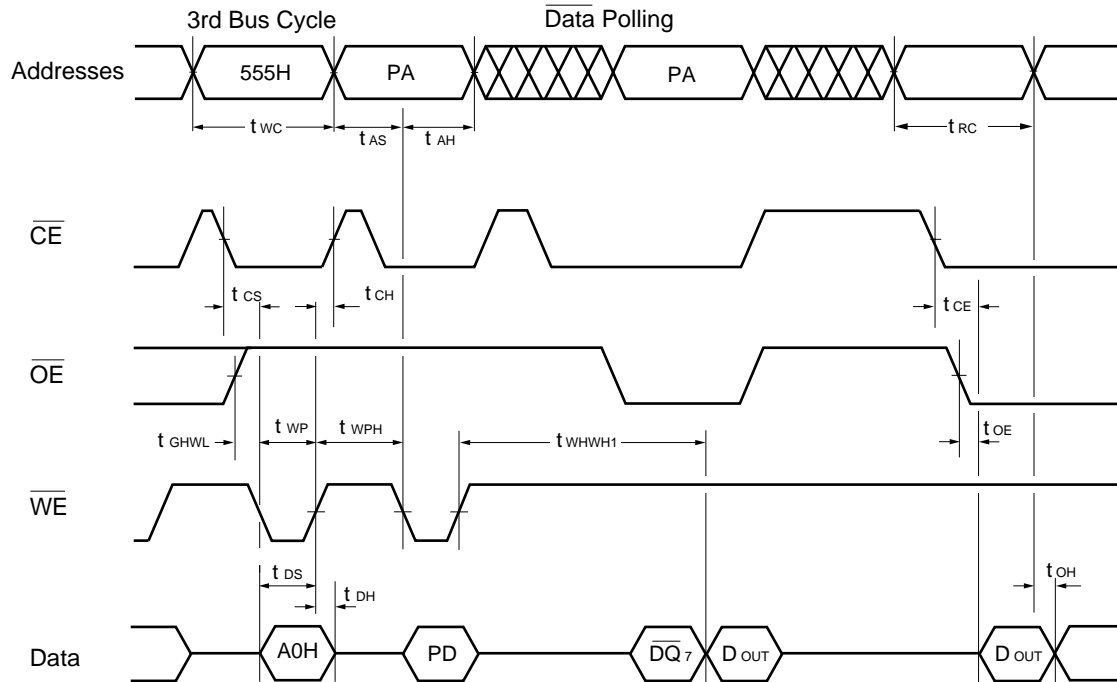 3rd Bus Cycle
Data Polling
Addresses
555H
PA
PA
t WC
t AS
t AH
t RC
CE
t CS
t CH
t CE
OE
t GHWL
t WP
t WPH
t WHWH1
t OE
WE
t DS
t DH
t OH
Data
A0H
PD
DQ 7
D OUT
D OUT